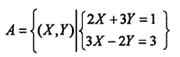 A = {(X,Y) | { 2X + 3Y = 1
3X − 2Y = 3 }